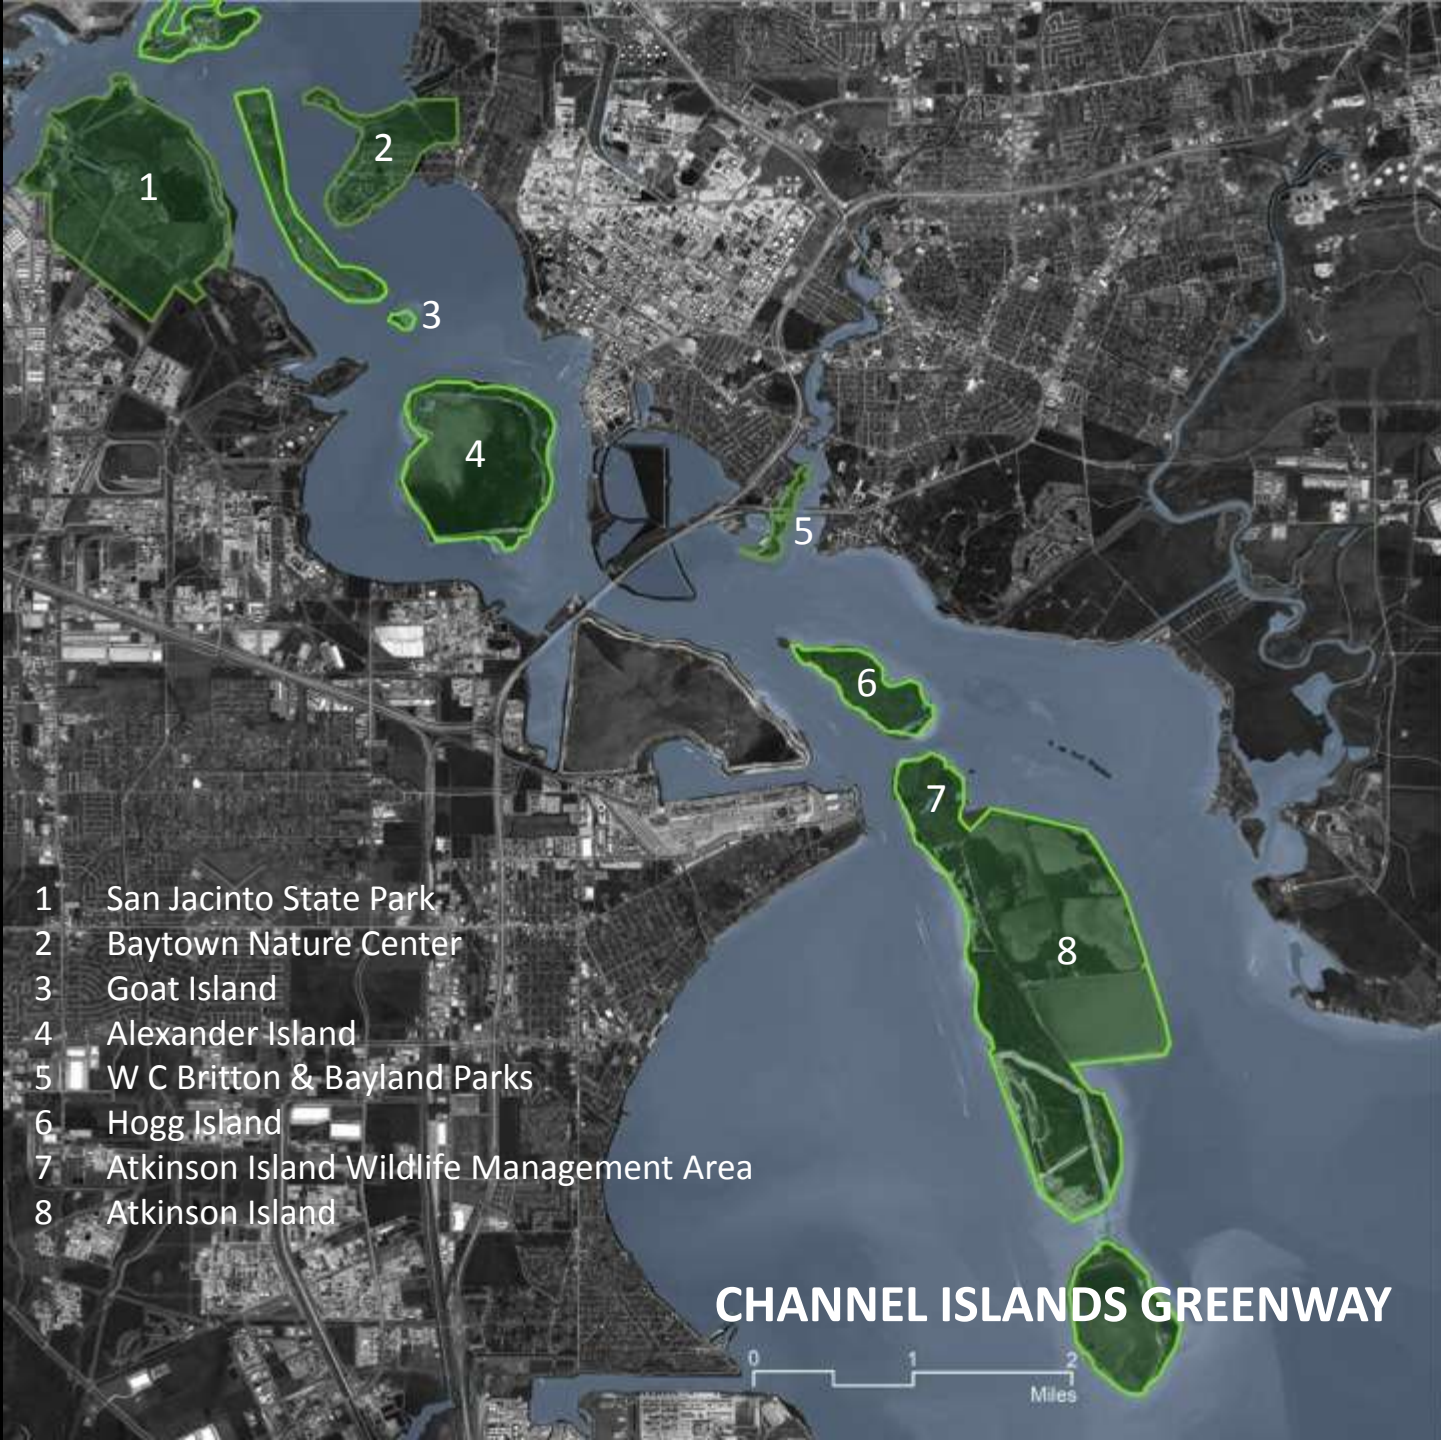 1
2
3
4
5
6
7
8
1 San Jacinto State Park
2 Baytown Nature Center
3 Goat Island
4 Alexander Island
5 W C Britton & Bayland Parks
6 Hogg Island
7 Atkinson Island Wildlife Management Area
8 Atkinson Island
CHANNEL ISLANDS GREENWAY
0 1 2
Miles